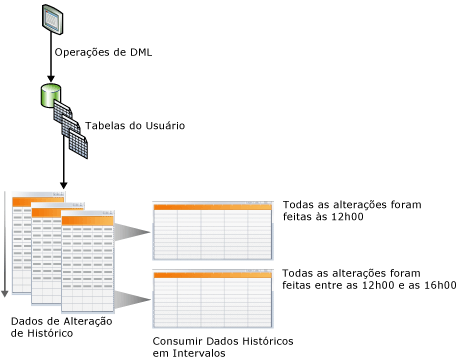 Operações de DML
Tabelas do Usuário
Todas as alterações foram
feitas às 12h00
Todas as alterações foram
feitas entre as 12h00 e as 16h00
Dados de Alteração
de Histórico
Consumir Dados Históricos
em Intervalos